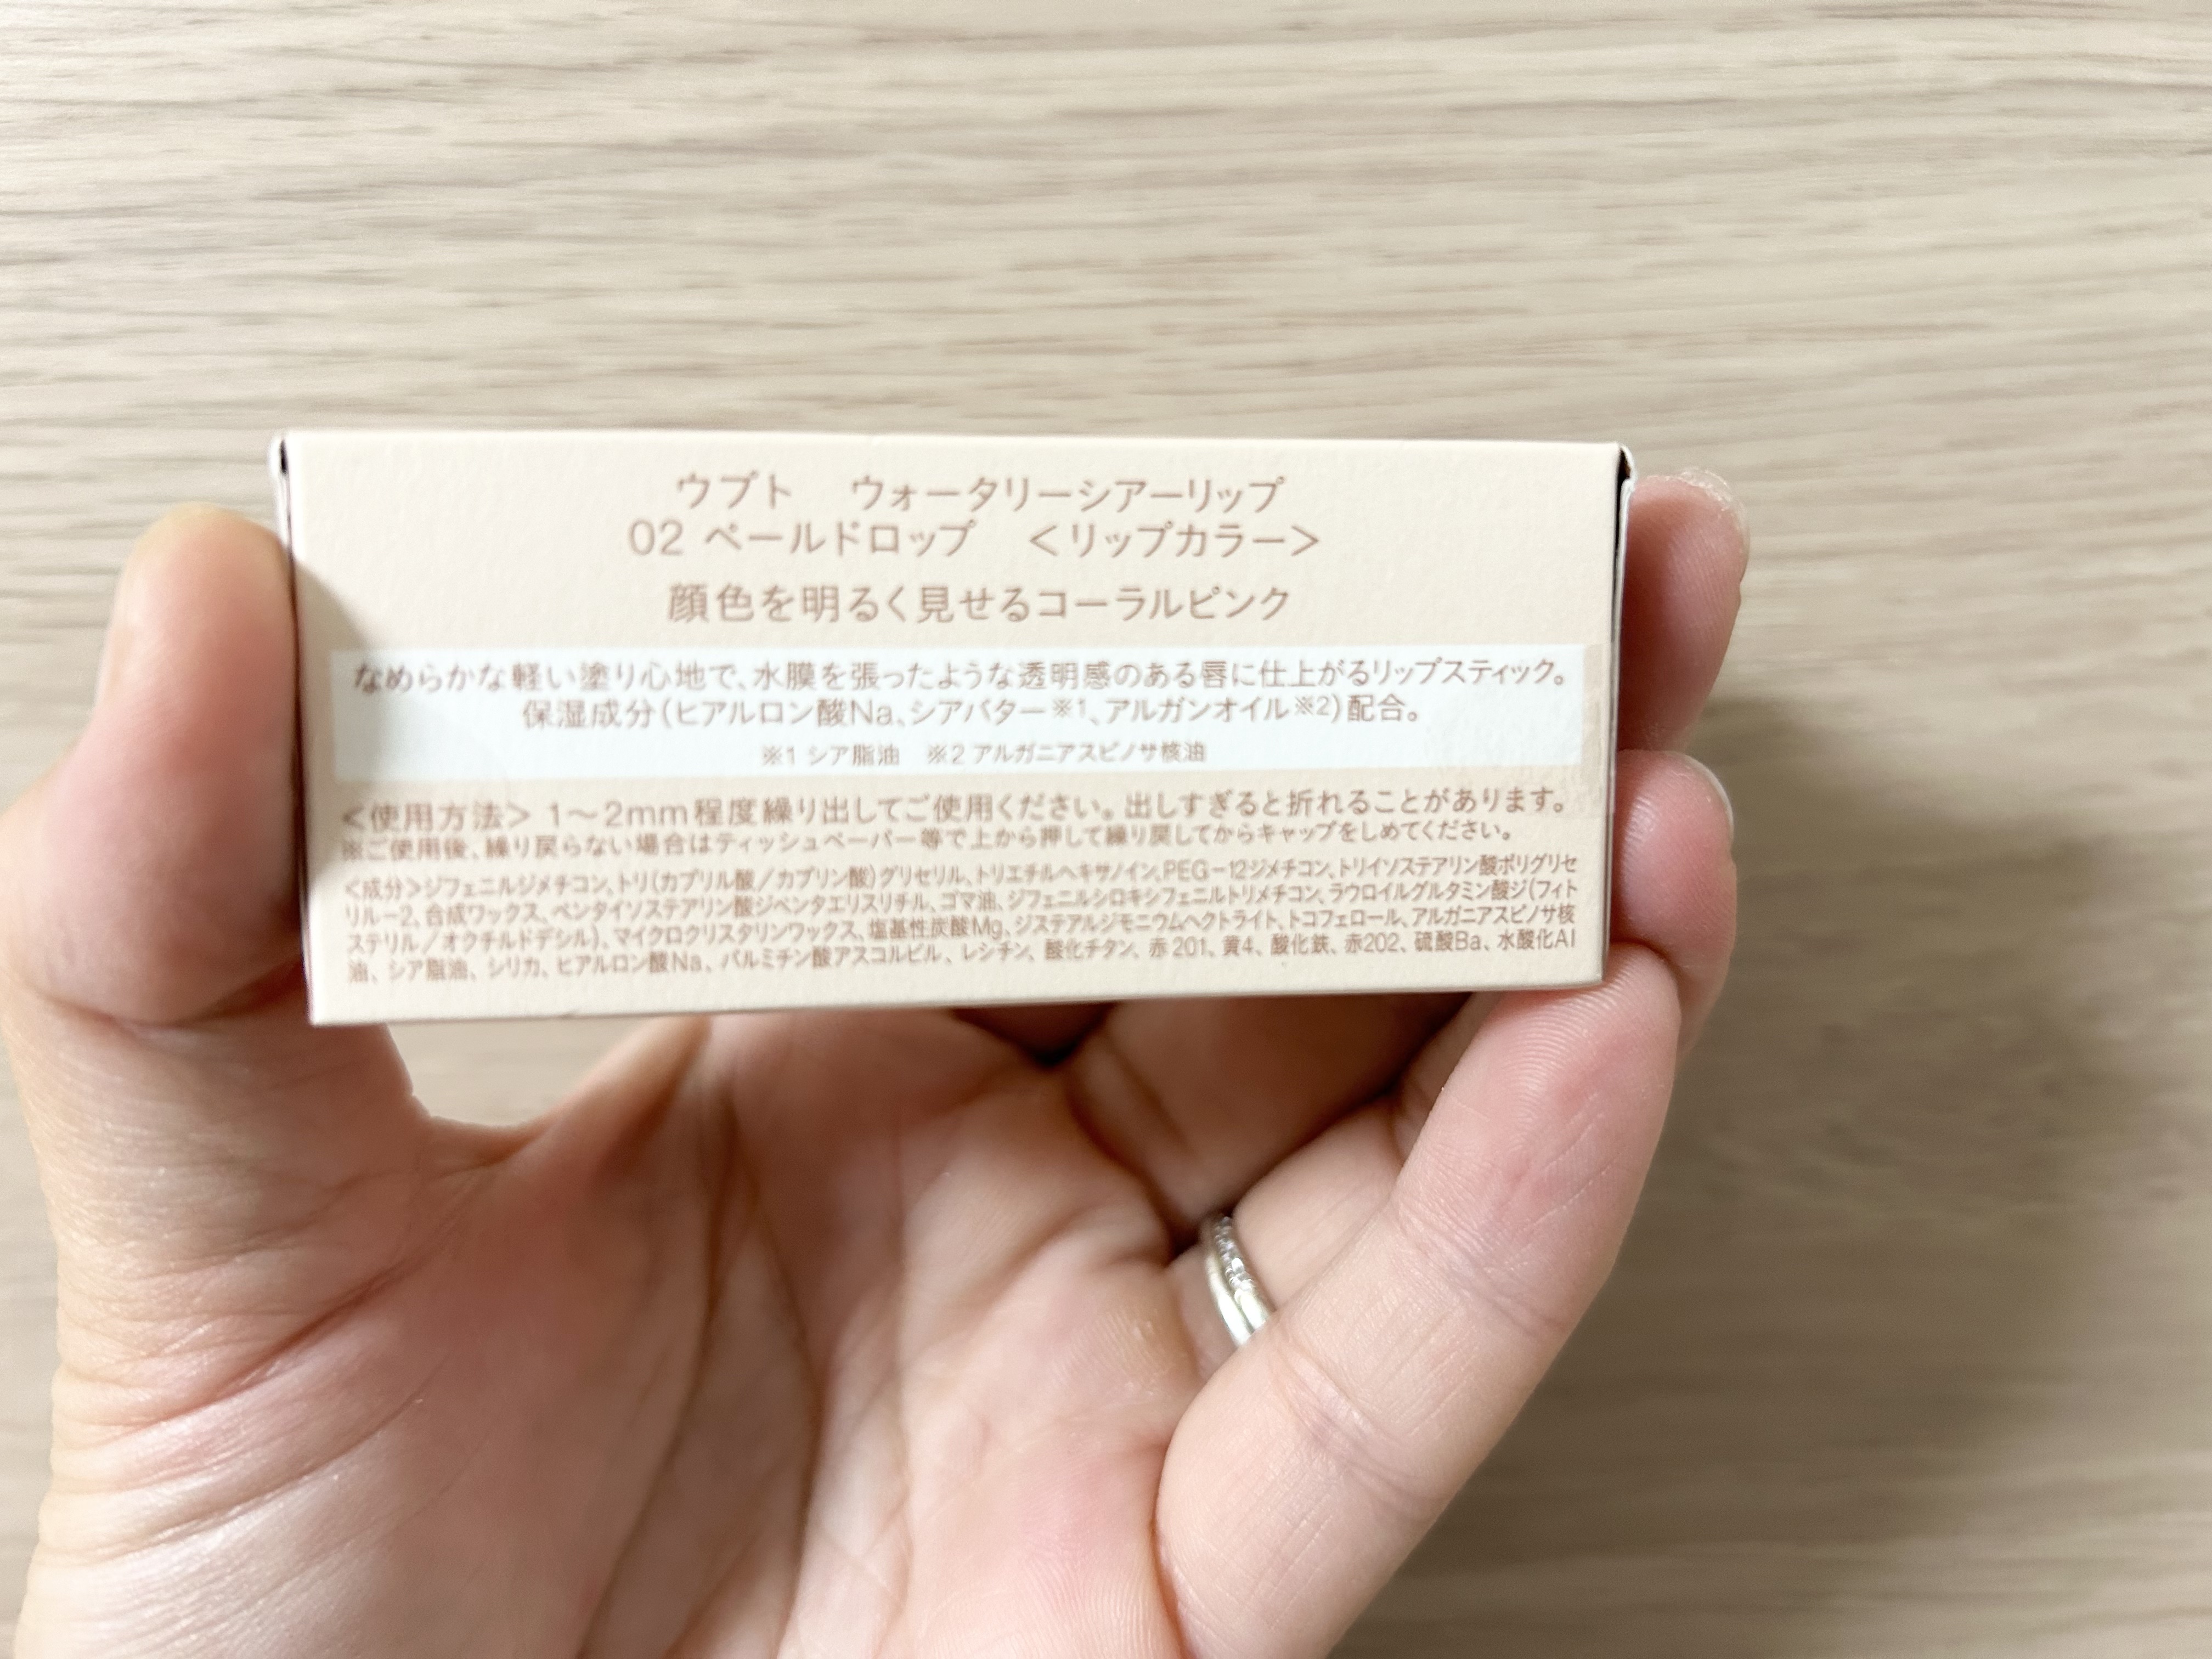 ウプト　ウォータリーシアーリップ
02 ペールドロップ　＜リップカラー＞
顔色を明るく見せるコーラルピンク
なめらかな軽い塗り心地で、水膜を張ったような透明感のある唇に仕上がるリップスティック。
保湿成分(ヒアルロン酸Na、シアバター※1、アルガンオイル※2)配合。
※1 シア脂油　※2 アルガニアスピノサ核油
＜使用方法＞ 1〜2mm程度繰り出してご使用ください。出しすぎると折れることがあります。
※ご使用後、繰り戻らない場合はティッシュペーパー等で上から押して繰り戻してからキャップをしめてください。
＜成分＞ジフェニルジメチコン、トリ(カプリル酸／カプリン酸)グリセリル、トリエチルヘキサノイン、PEG－12ジメチコン、トリイソステアリン酸ポリグリセ
リル－2、合成ワックス、ペンタイソステアリン酸ジペンタエリスリチル、ゴマ油、ジフェニルシロキシフェニルトリメチコン、ラウロイルグルタミン酸ジ(フィト
ステリル／オクチルドデシル)、マイクロクリスタリンワックス、塩基性炭酸Mg、ジステアルジモニウムヘクトライト、トコフェロール、アルガニアスピノサ核
油、シア脂油、シリカ、ヒアルロン酸Na、パルミチン酸アスコルビル、レシチン、酸化チタン、赤201、黄4、酸化鉄、赤202、硫酸Ba、水酸化Al